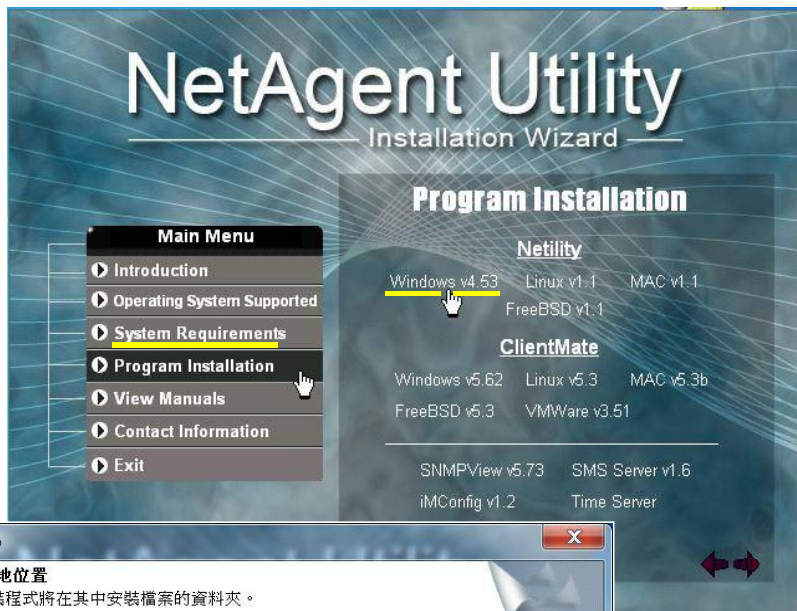 NetAgent Utility
Installation Wizard
Main Menu
Introduction
Operating System Supported
System Requirements
Program Installation
View Manuals
Contact Information
Exit
Program Installation
Netility
Windows v4.53 Linux v1.1 MAC v1.1
FreeBSD v1.1
ClientMate
Windows v5.62 Linux v5.3 MAC v5.3b
FreeBSD v5.3 VMWare v3.51
SNMPView v5.73 SMS Server v1.6
iMConfig v1.2 Time Server
X
地位置
裝程式將在其中安裝檔案的資料夾。